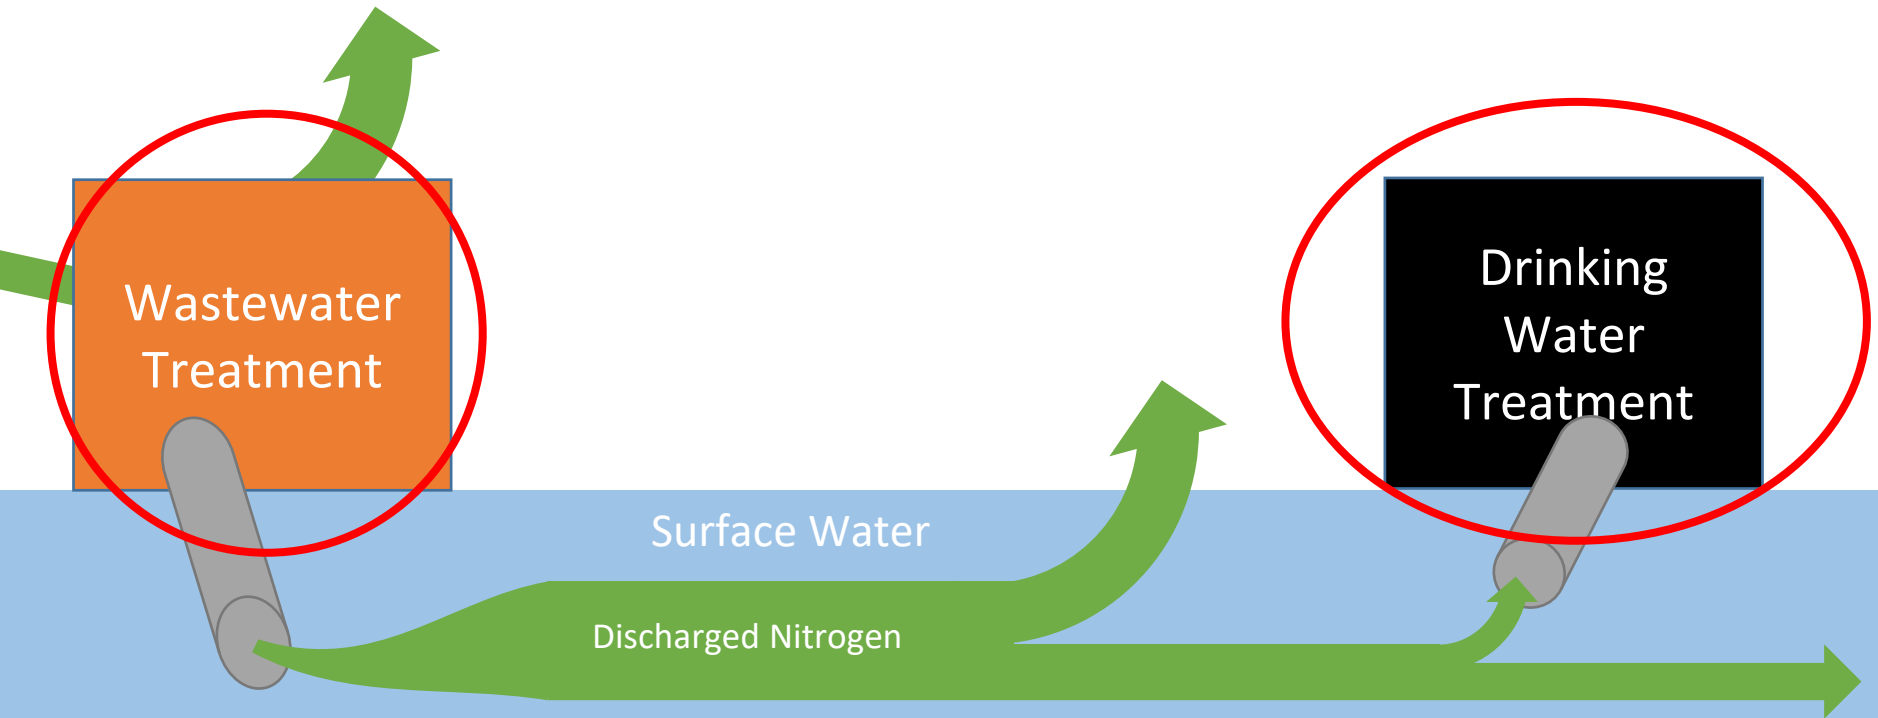 Wastewater
Treatment
Drinking
Water
Treatment
Surface Water
Discharged Nitrogen